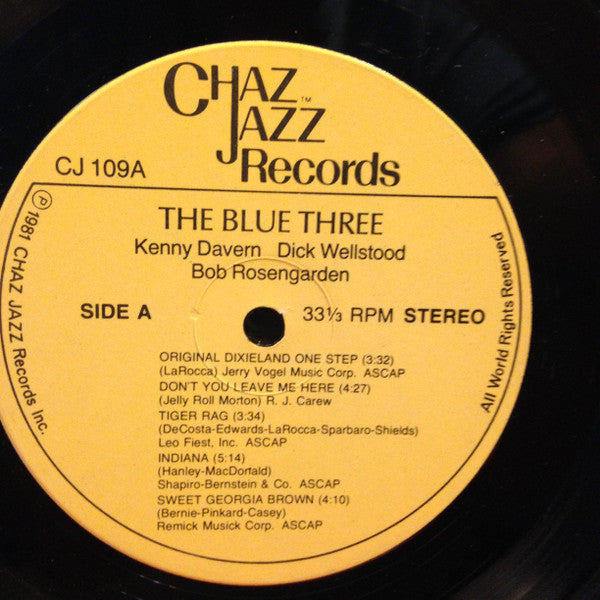 CHAZ ™
JAZZ
Records
CJ 109A
THE BLUE THREE
Kenny Davern Dick Wellstood
Bob Rosengarden
SIDE A
33⅓ RPM STEREO
ORIGINAL DIXIELAND ONE STEP (3:32)
(LaRocca) Jerry Vogel Music Corp. ASCAP
DON'T YOU LEAVE ME HERE (4:27)
(Jelly Roll Morton) R. J. Carew
TIGER RAG (3:34)
(DeCosta-Edwards-LaRocca-Sparbaro-Shields)
Leo Fiest, Inc. ASCAP
INDIANA (5:14)
(Hanley-MacDorfald)
Shapiro-Bernstein & Co. ASCAP
SWEET GEORGIA BROWN (4:10)
(Bernie-Pinkard-Casey)
Remick Musick Corp. ASCAP
℗ 1981 CHAZ JAZZ Records Inc.
All World Rights Reserved